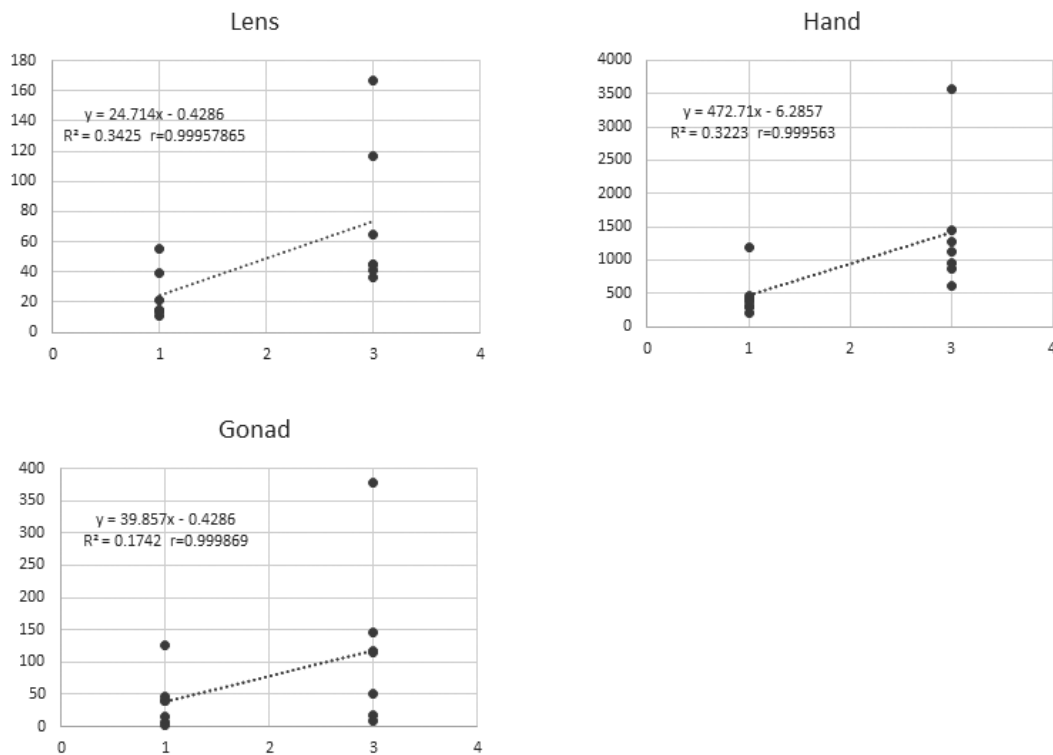 Lens
180
160
140
120
100
80
60
40
20
0
y = 24.714x - 0.4286
R² = 0.3425 r=0.99957865
0 1 2 3 4
Hand
4000
3500
3000
2500
2000
1500
1000
500
0
y = 472.71x - 6.2857
R² = 0.3223 r=0.999563
0 1 2 3 4
Gonad
400
350
300
250
200
150
100
50
0
y = 39.857x - 0.4286
R² = 0.1742 r=0.999869
0 1 2 3 4